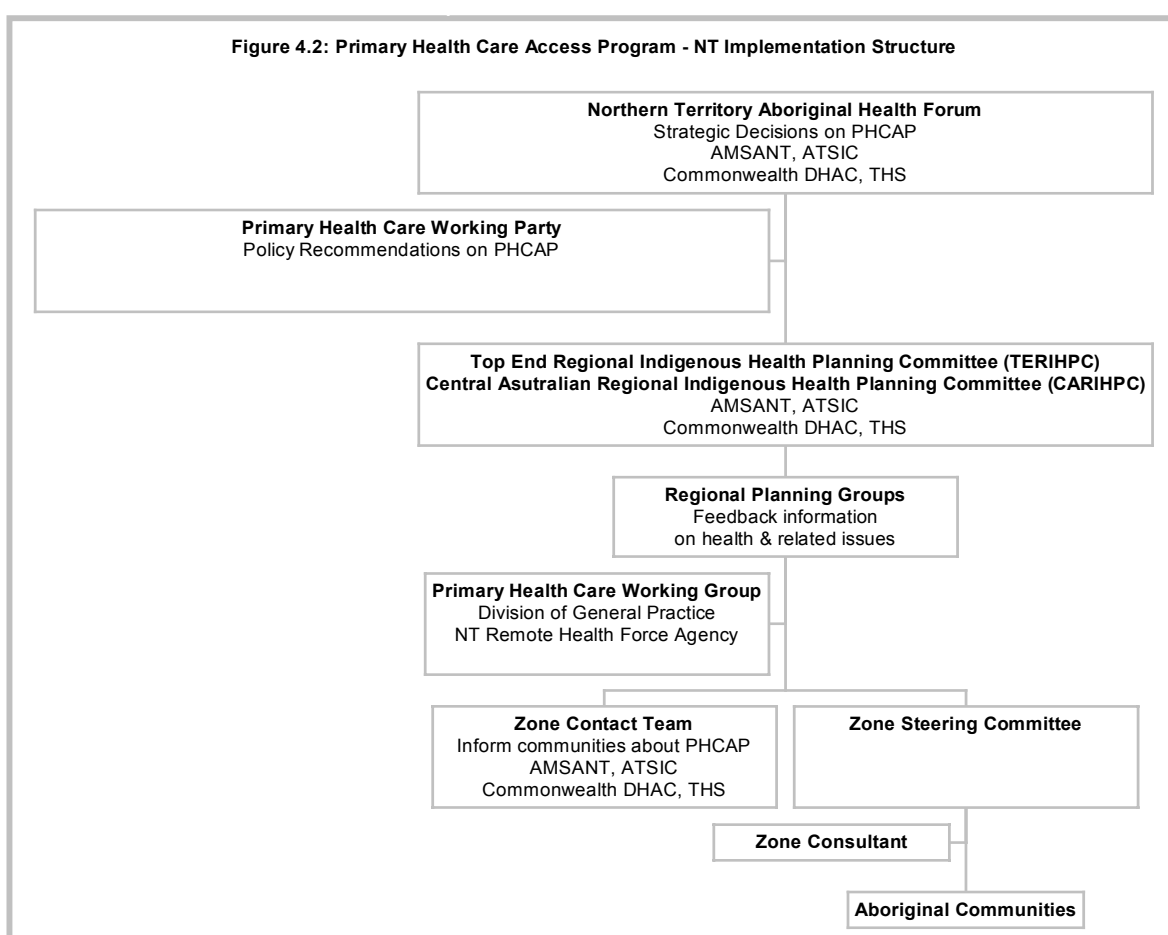 Figure 4.2: Primary Health Care Access Program - NT Implementation Structure
Northern Territory Aboriginal Health Forum
Strategic Decisions on PHCAP
AMSANT, ATSIC
Commonwealth DHAC, THS
Primary Health Care Working Party
Policy Recommendations on PHCAP
Top End Regional Indigenous Health Planning Committee (TERIHPC)
Central Asutralian Regional Indigenous Health Planning Committee (CARIHPC)
AMSANT, ATSIC
Commonwealth DHAC, THS
Regional Planning Groups
Feedback information
on health & related issues
Primary Health Care Working Group
Division of General Practice
NT Remote Health Force Agency
Zone Contact Team
Inform communities about PHCAP
AMSANT, ATSIC
Commonwealth DHAC, THS
Zone Steering Committee
Zone Consultant
Aboriginal Communities